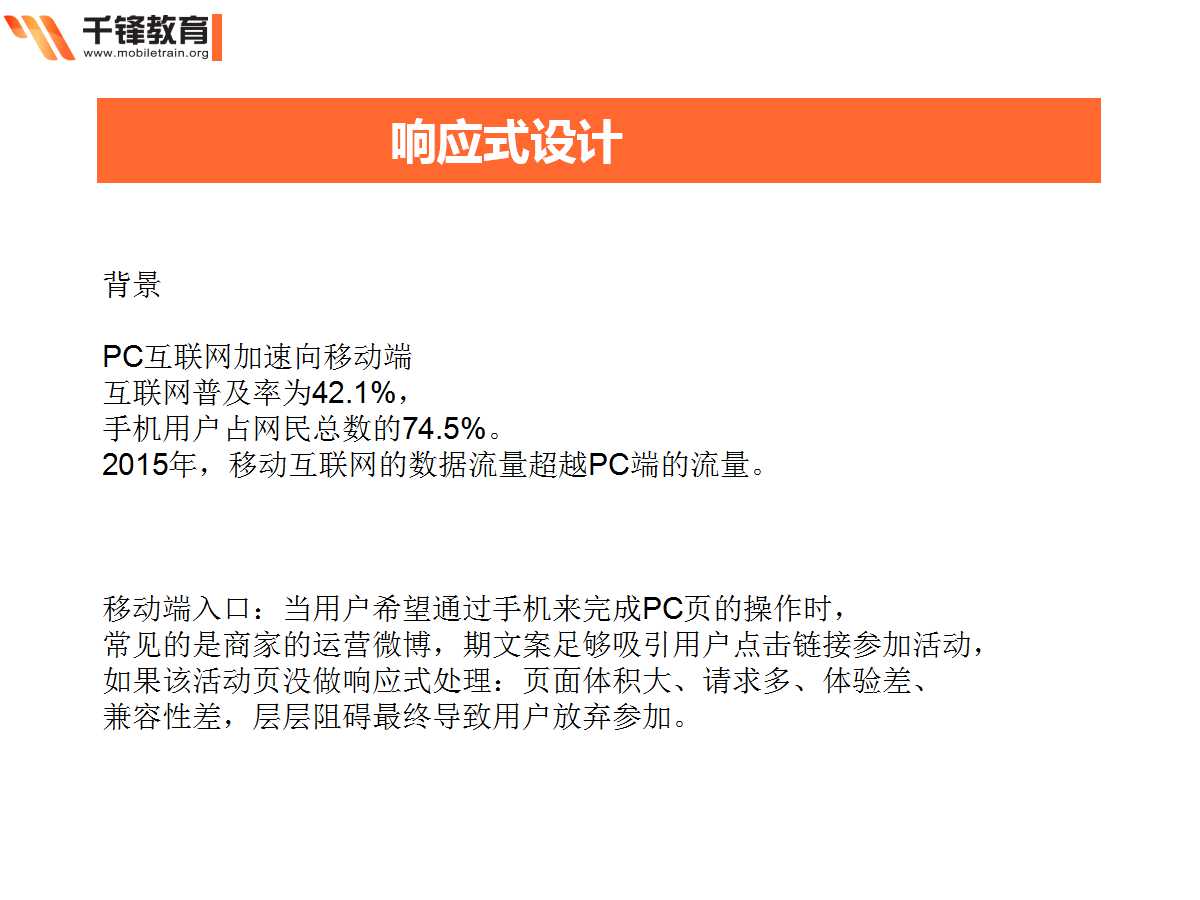 千锋教育
www.mobiletrain.org
响应式设计
背景
PC互联网加速向移动端
互联网普及率为42.1%，
手机用户占网民总数的74.5%。
2015年，移动互联网的数据流量超越PC端的流量。
移动端入口：当用户希望通过手机来完成PC页的操作时，
常见的是商家的运营微博，期文案足够吸引用户点击链接参加活动，
如果该活动页没做响应式处理：页面体积大、请求多、体验差、
兼容性差，层层阻碍最终导致用户放弃参加。